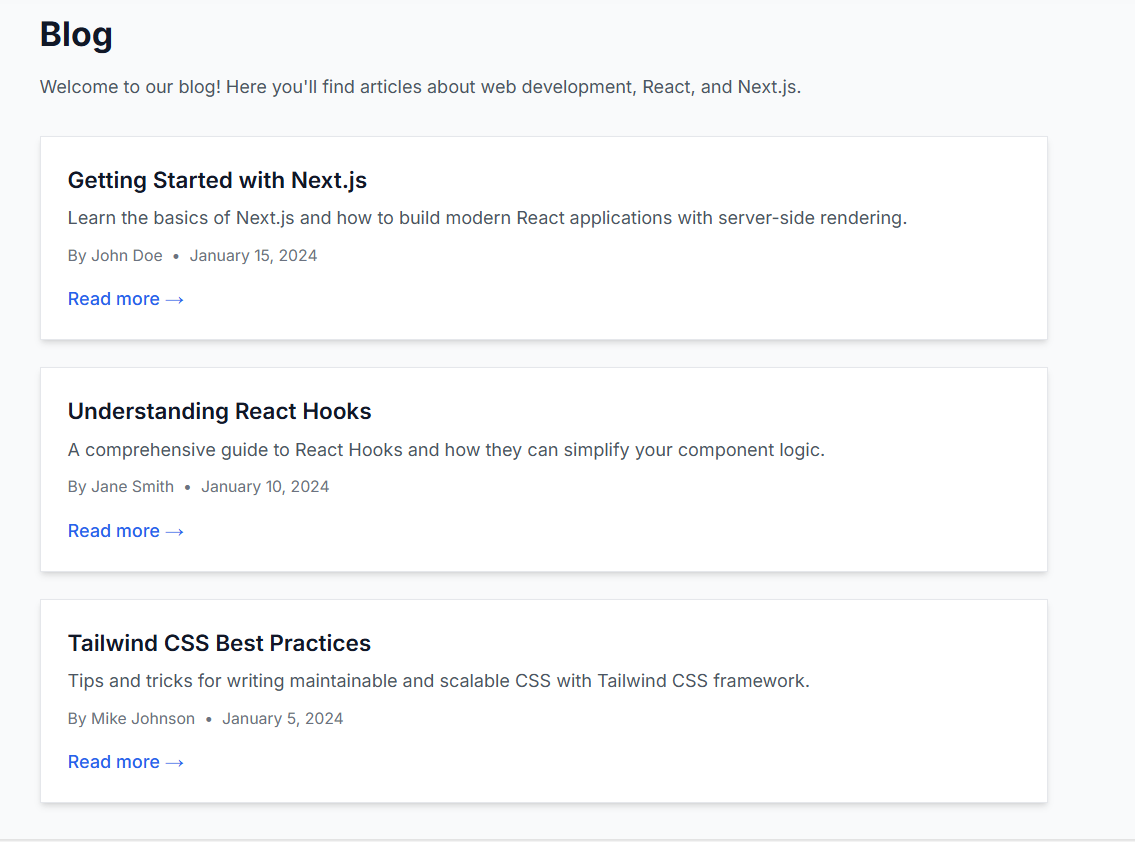 Blog
Welcome to our blog! Here you'll find articles about web development, React, and Next.js.
Getting Started with Next.js
Learn the basics of Next.js and how to build modern React applications with server-side rendering.
By John Doe • January 15, 2024
Read more →
Understanding React Hooks
A comprehensive guide to React Hooks and how they can simplify your component logic.
By Jane Smith • January 10, 2024
Read more →
Tailwind CSS Best Practices
Tips and tricks for writing maintainable and scalable CSS with Tailwind CSS framework.
By Mike Johnson • January 5, 2024
Read more →